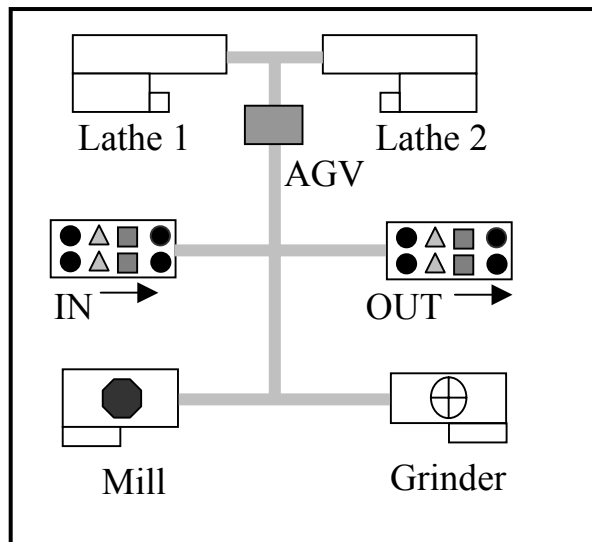 Lathe 1
Lathe 2
AGV
IN
OUT
Mill
Grinder